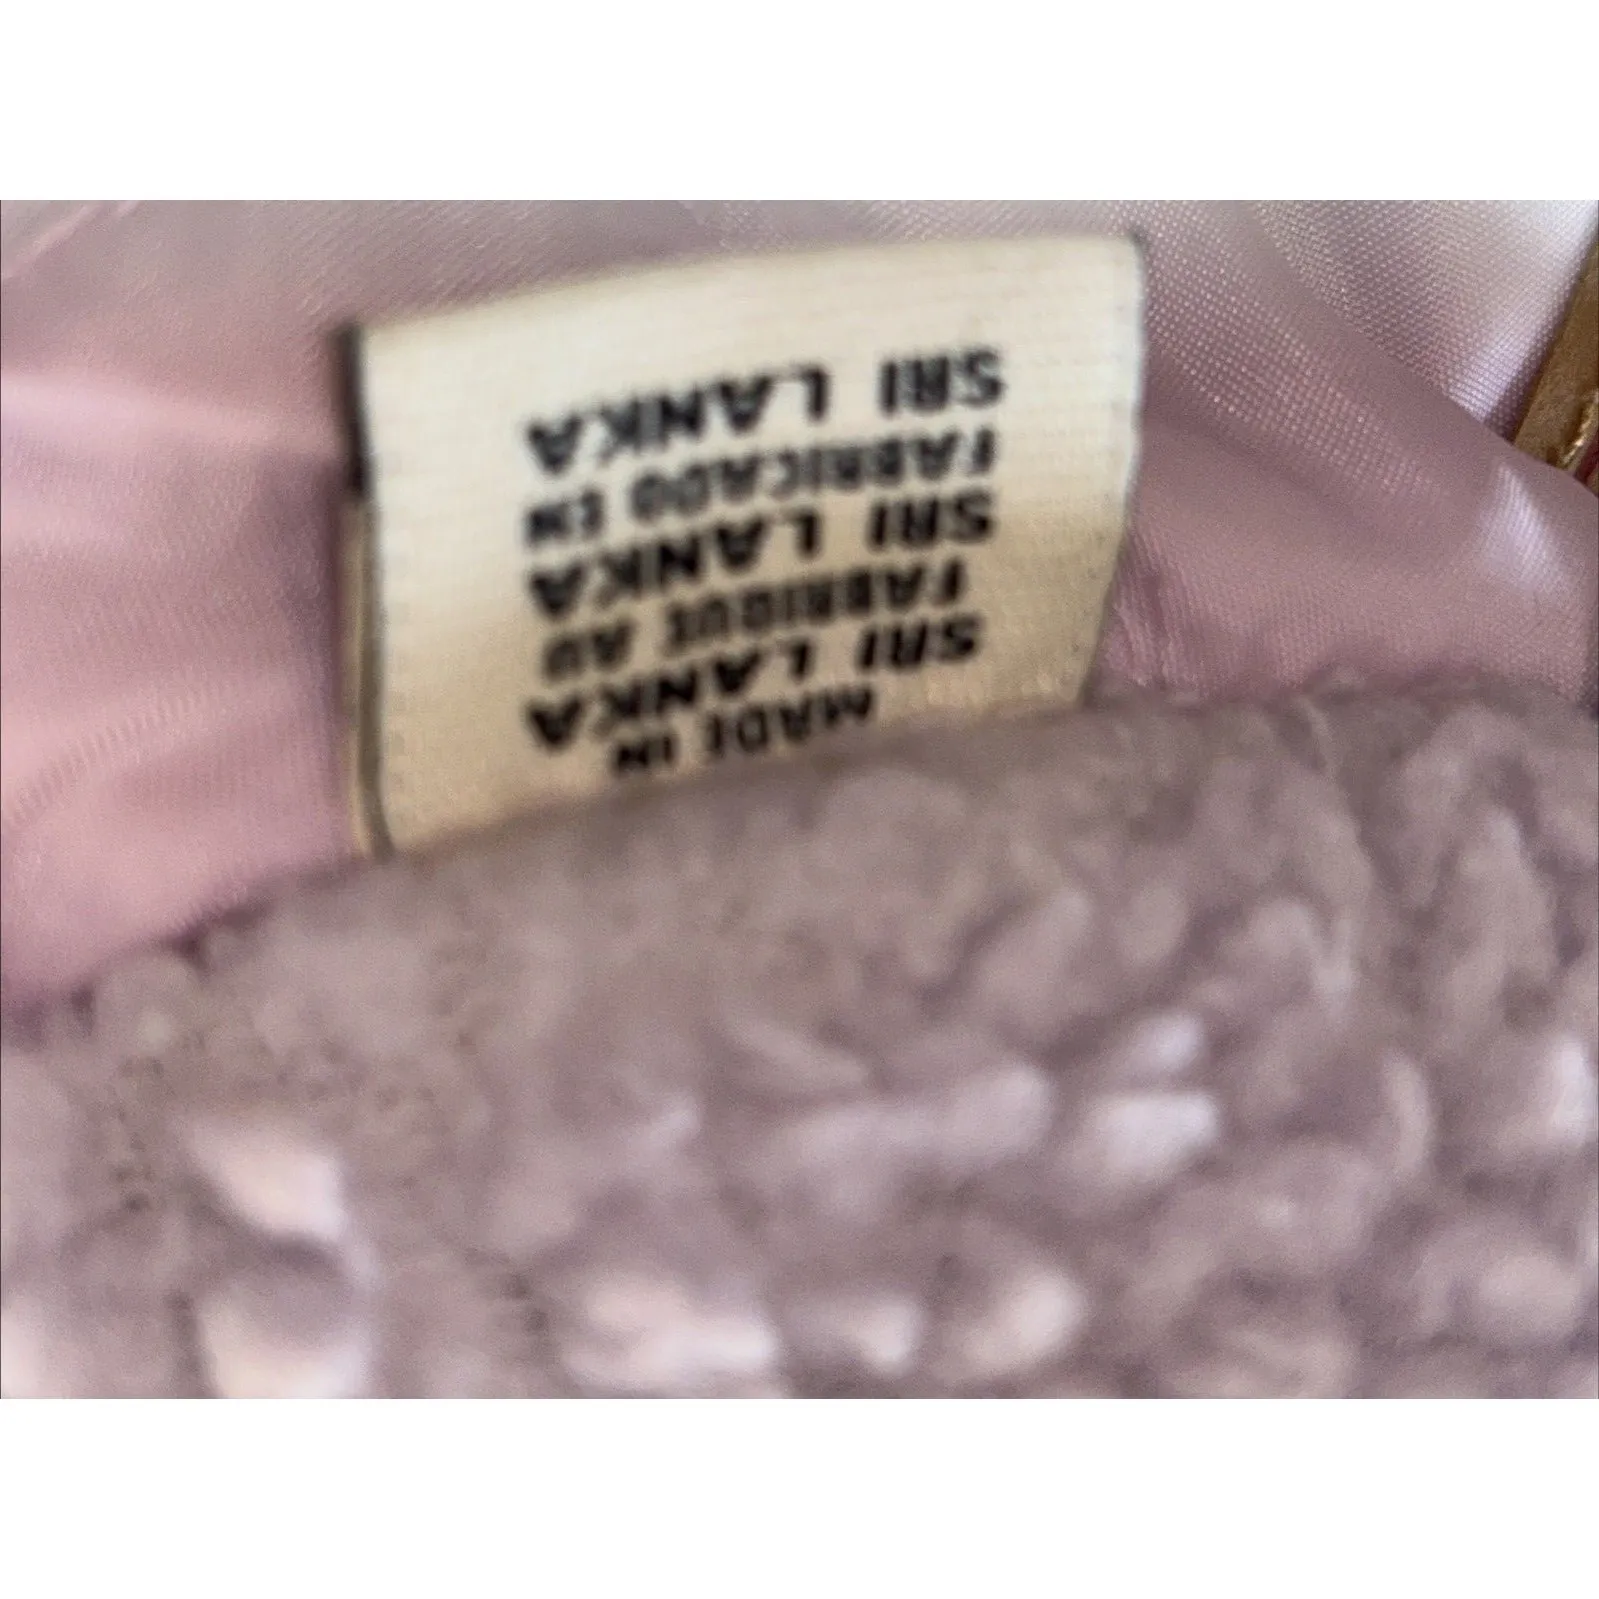 MADE IN
SRI LANKA
FABRIQUE AU
SRI LANKA
FABRICADO EN
SRI LANKA